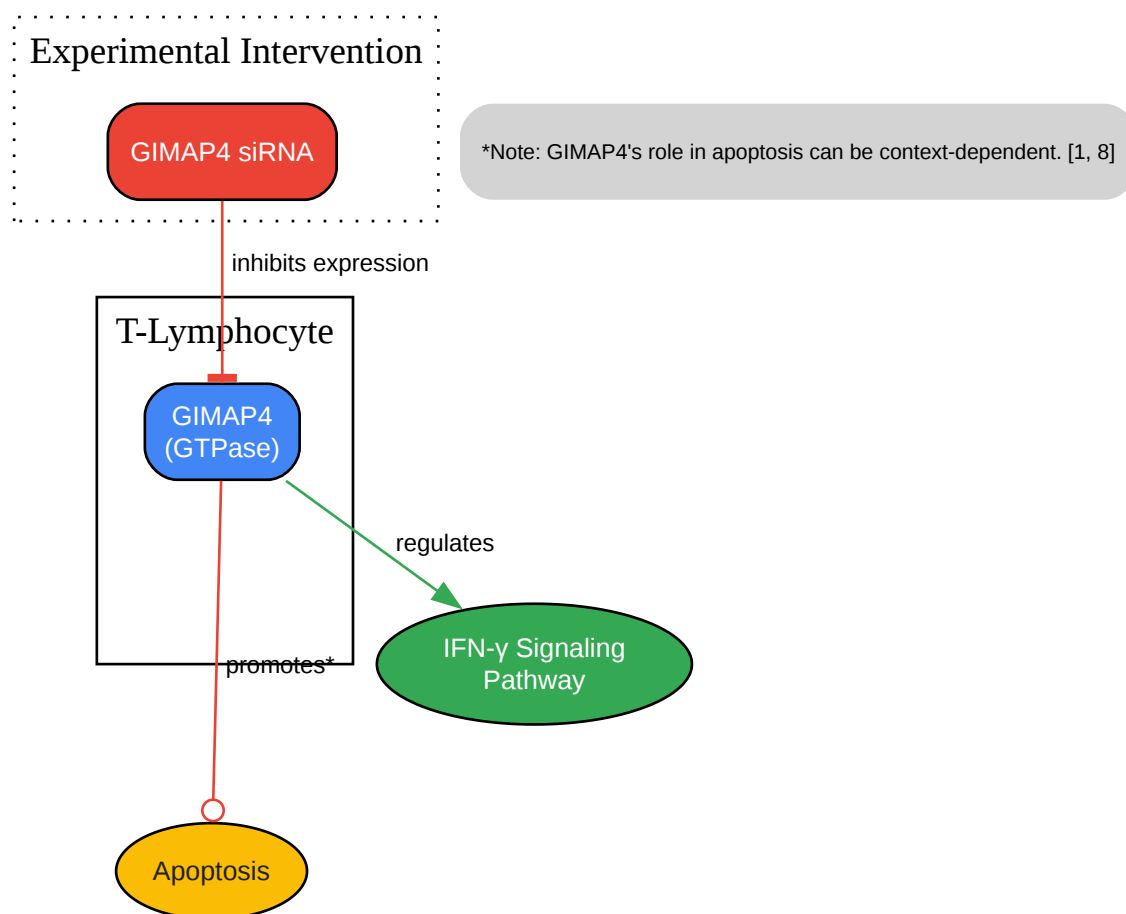 Experimental Intervention
GIMAP4 siRNA
*Note: GIMAP4's role in apoptosis can be context-dependent. [1, 8]
inhibits expression
T-Lymphocyte
GIMAP4
(GTPase)
regulates
IFN-γ Signaling
Pathway
promotes*
Apoptosis